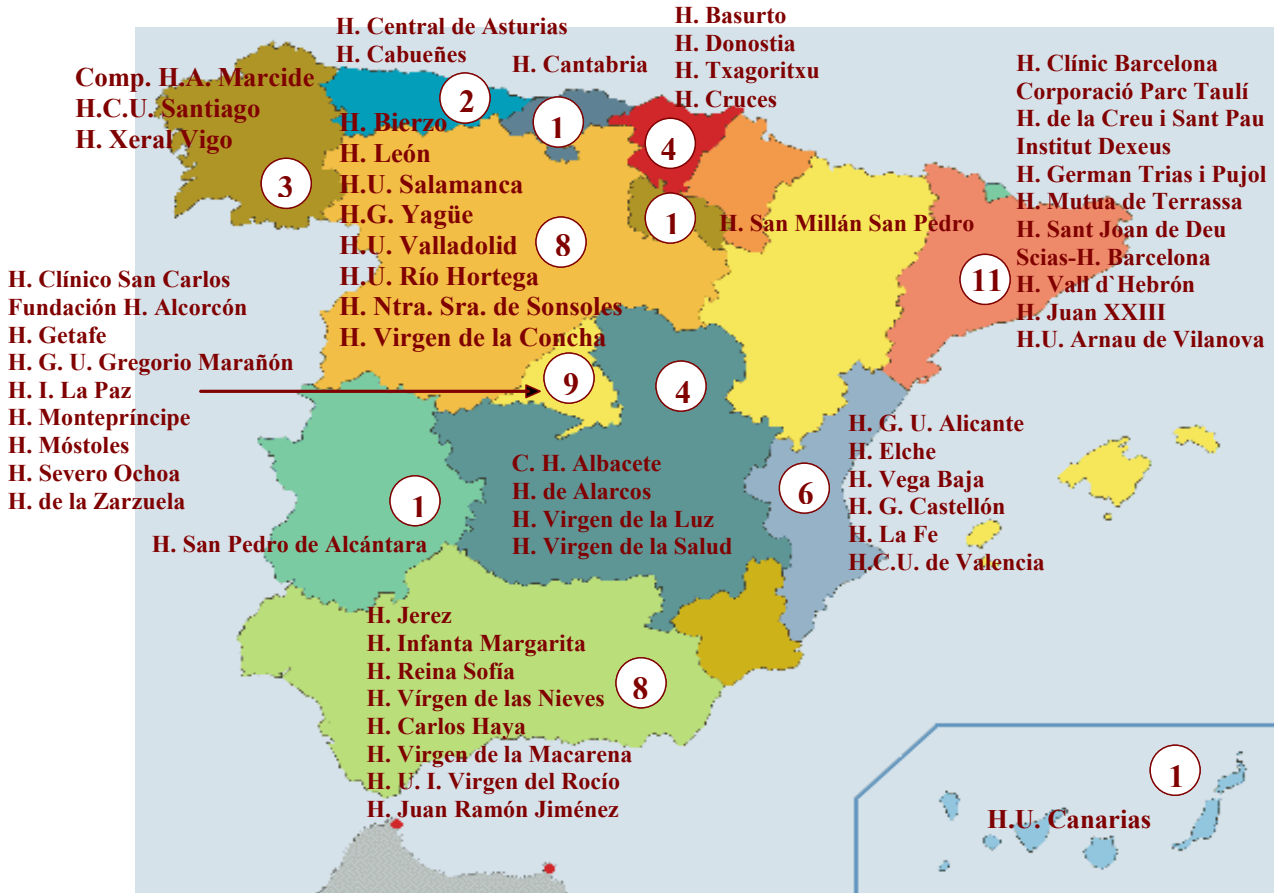 H. Central de Asturias
H. Cabueñes
2
H. Cantabria
1
H. Basurto
H. Donostia
H. Txagoritxu
H. Cruces
4
Comp. H.A. Marcide
H.C.U. Santiago
H. Xeral Vigo
3
H. Bierzo
H. León
H.U. Salamanca
H.G. Yagüe
H.U. Valladolid
H.U. Río Hortega
H. Ntra. Sra. de Sonsoles
H. Virgen de la Concha
8
1
H. San Millán San Pedro
H. Clínic Barcelona
Corporació Parc Taulí
H. de la Creu i Sant Pau
Institut Dexeus
H. German Trias i Pujol
H. Mutua de Terrassa
H. Sant Joan de Deu
Scias-H. Barcelona
H. Vall d`Hebrón
H. Juan XXIII
H.U. Arnau de Vilanova
11
H. Clínico San Carlos
Fundación H. Alcorcón
H. Getafe
H. G. U. Gregorio Marañón
H. I. La Paz
H. Montepríncipe
H. Móstoles
H. Severo Ochoa
H. de la Zarzuela
9
4
C. H. Albacete
H. de Alarcos
H. Virgen de la Luz
H. Virgen de la Salud
6
H. G. U. Alicante
H. Elche
H. Vega Baja
H. G. Castellón
H. La Fe
H.C.U. de Valencia
1
H. San Pedro de Alcántara
H. Jerez
H. Infanta Margarita
H. Reina Sofía
H. Vírgen de las Nieves
H. Carlos Haya
H. Virgen de la Macarena
H. U. I. Virgen del Rocío
H. Juan Ramón Jiménez
8
1
H.U. Canarias